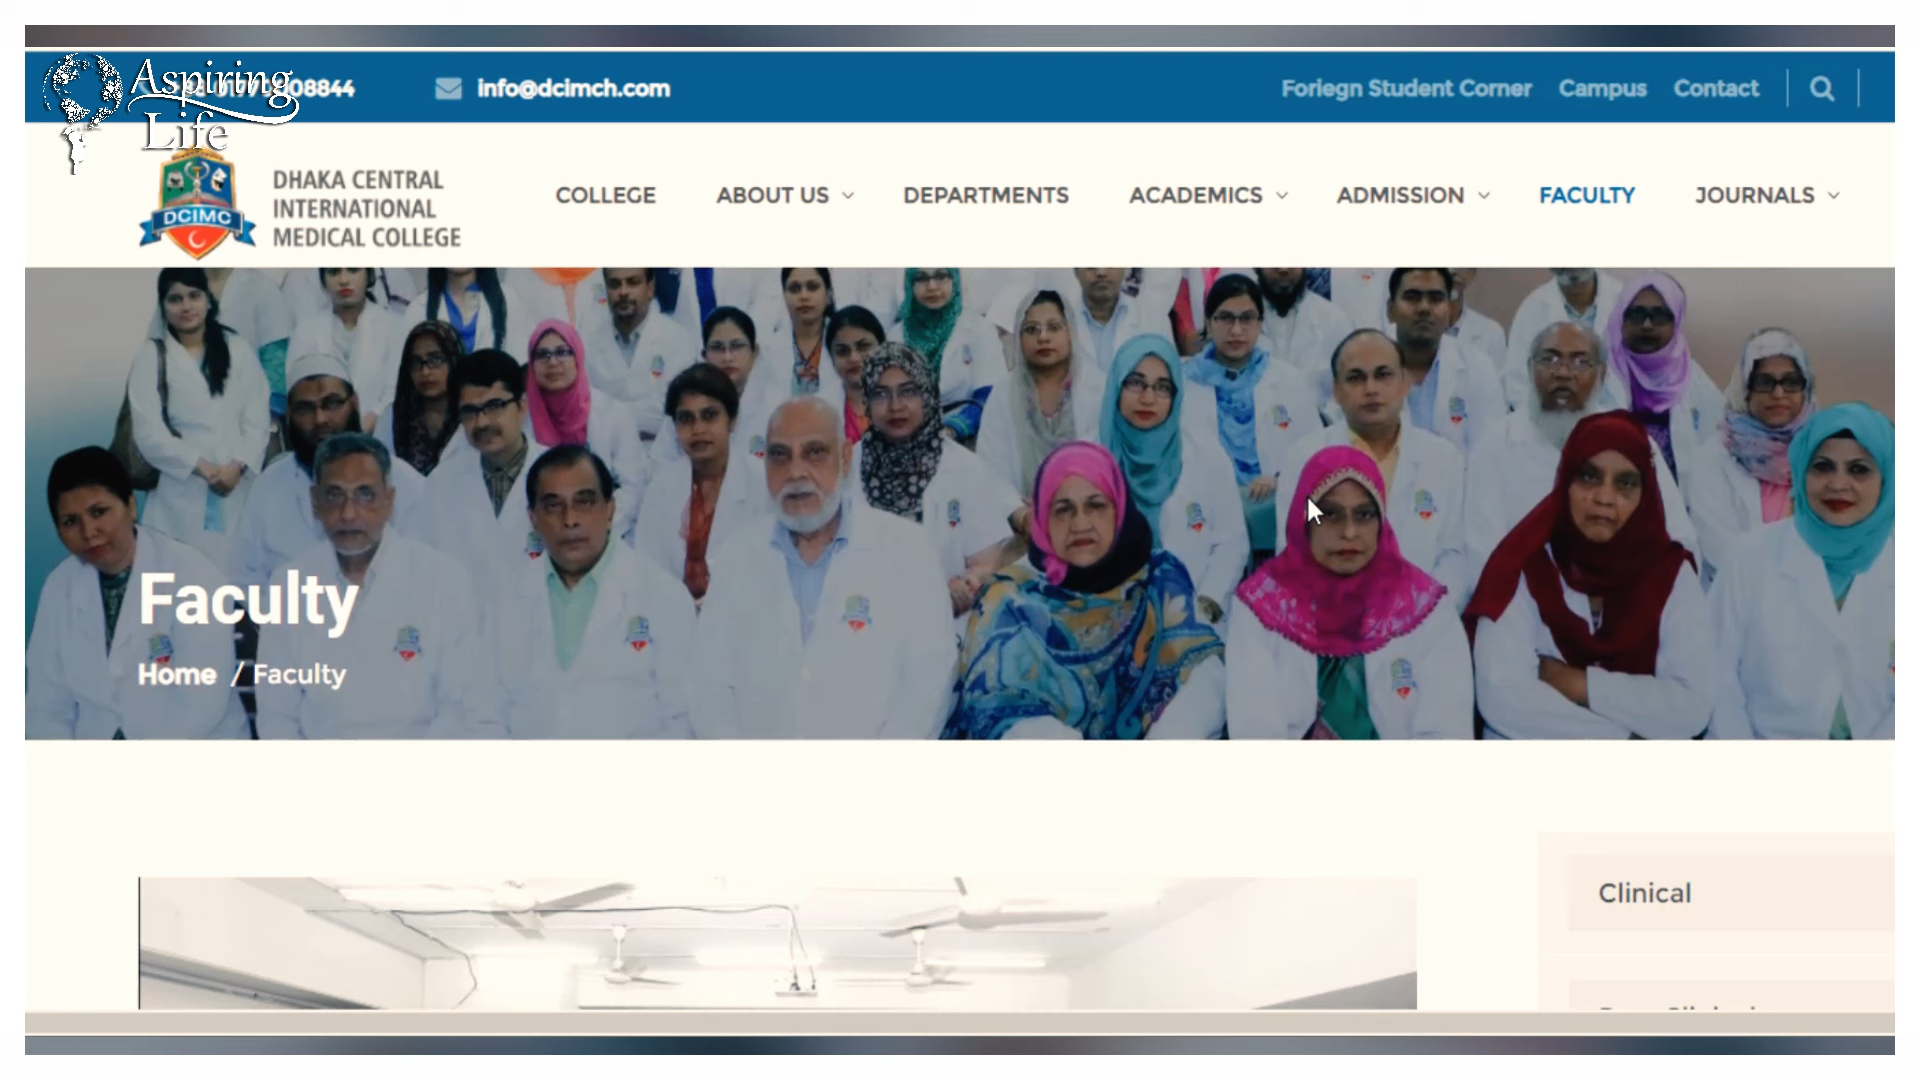 Aspiring
Life
08844
info@dcimch.com
Foriegn Student Corner
Campus
Contact
DCIMC
DHAKA CENTRAL
INTERNATIONAL
MEDICAL COLLEGE
COLLEGE
ABOUT US
DEPARTMENTS
ACADEMICS
ADMISSION
FACULTY
JOURNALS
Faculty
Home / Faculty
Clinical